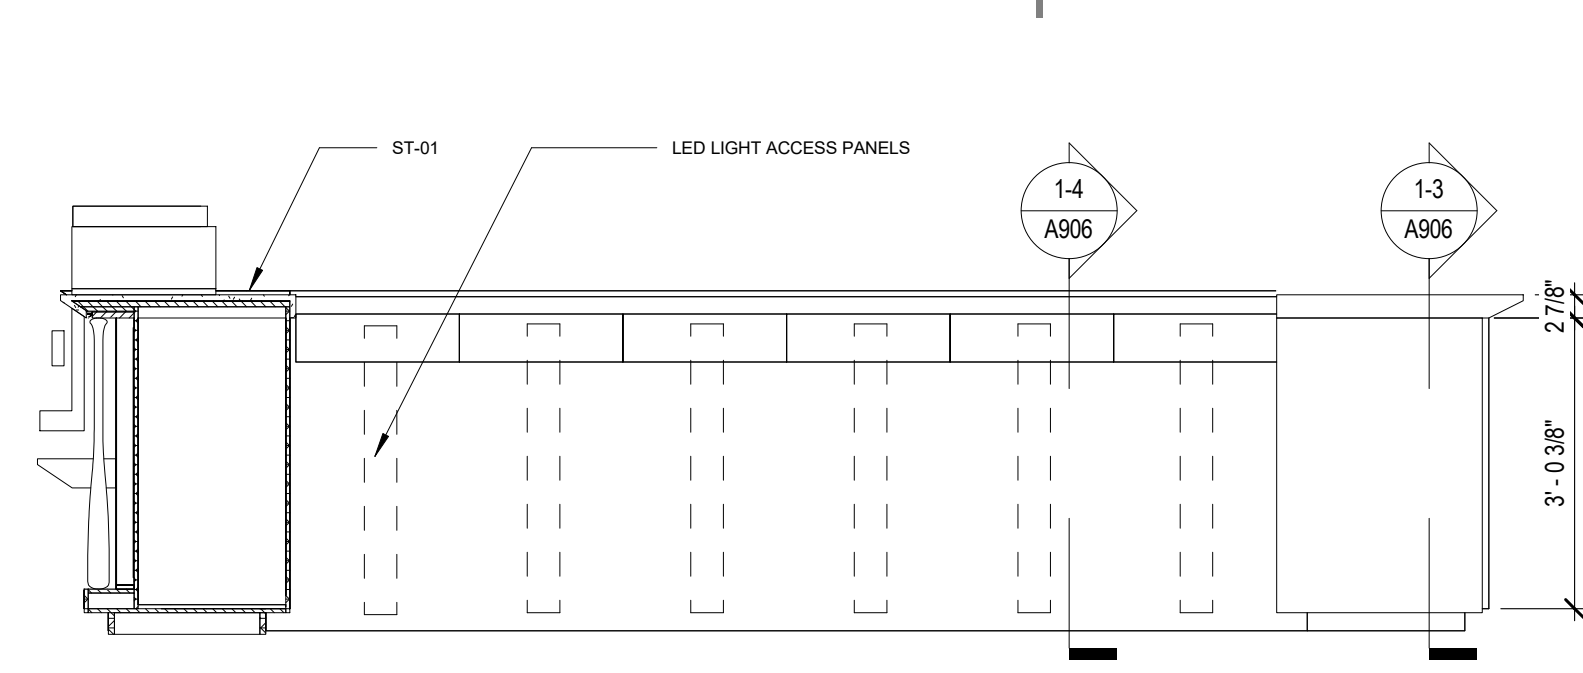 ST-01
LED LIGHT ACCESS PANELS
1-4
A906
1-3
A906
2 7/8"
3' - 0 3/8"